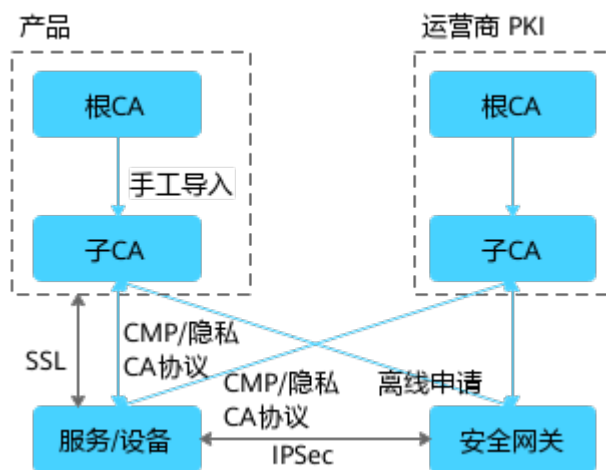 产品
运营商 PKI
根CA
根CA
手工导入
子CA
子CA
SSL
CMP/隐私
CA协议
CMP/隐私
CA协议
离线申请
服务/设备
IPSec
安全网关